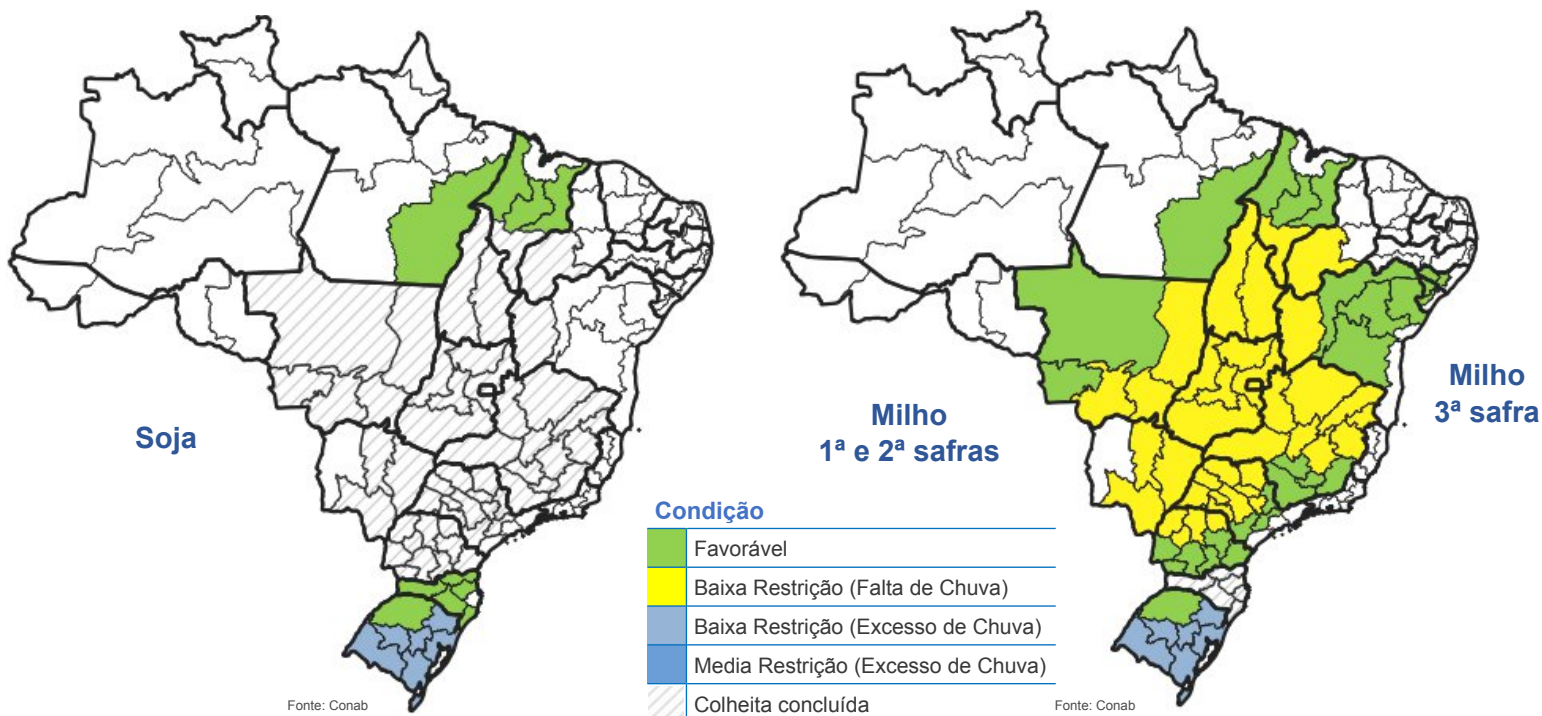 Soja
Milho
1ª e 2ª safras
Milho
3ª safra
Condição
Favorável
Baixa Restrição (Falta de Chuva)
Baixa Restrição (Excesso de Chuva)
Media Restrição (Excesso de Chuva)
Colheita concluída
Fonte: Conab
Fonte: Conab